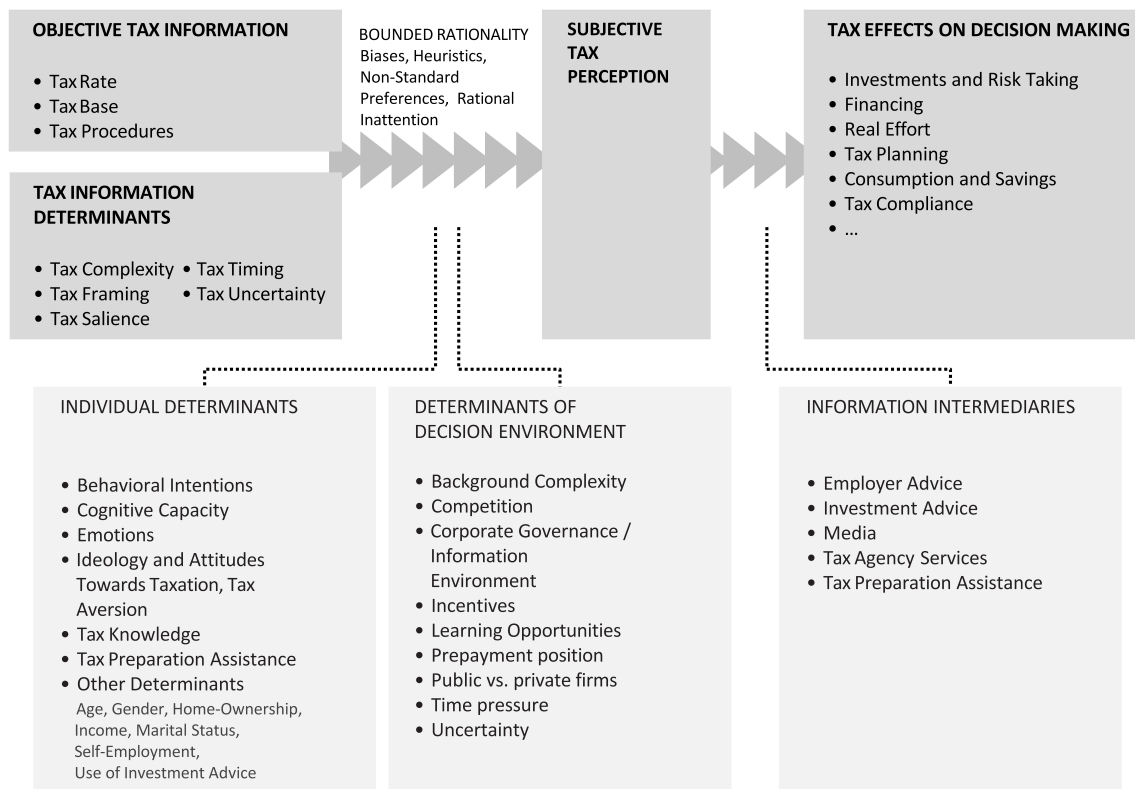 OBJECTIVE TAX INFORMATION
• Tax Rate
• Tax Base
• Tax Procedures
TAX INFORMATION
DETERMINANTS
• Tax Complexity • Tax Timing
• Tax Framing • Tax Uncertainty
• Tax Salience
BOUNDED RATIONALITY
Biases, Heuristics,
Non-Standard
Preferences, Rational
Inattention
SUBJECTIVE
TAX
PERCEPTION
TAX EFFECTS ON DECISION MAKING
• Investments and Risk Taking
• Financing
• Real Effort
• Tax Planning
• Consumption and Savings
• Tax Compliance
• ...
INDIVIDUAL DETERMINANTS
• Behavioral Intentions
• Cognitive Capacity
• Emotions
• Ideology and Attitudes
Towards Taxation, Tax
Aversion
• Tax Knowledge
• Tax Preparation Assistance
• Other Determinants
Age, Gender, Home-Ownership,
Income, Marital Status,
Self-Employment,
Use of Investment Advice
DETERMINANTS OF
DECISION ENVIRONMENT
• Background Complexity
• Competition
• Corporate Governance /
Information
Environment
• Incentives
• Learning Opportunities
• Prepayment position
• Public vs. private firms
• Time pressure
• Uncertainty
INFORMATION INTERMEDIARIES
• Employer Advice
• Investment Advice
• Media
• Tax Agency Services
• Tax Preparation Assistance